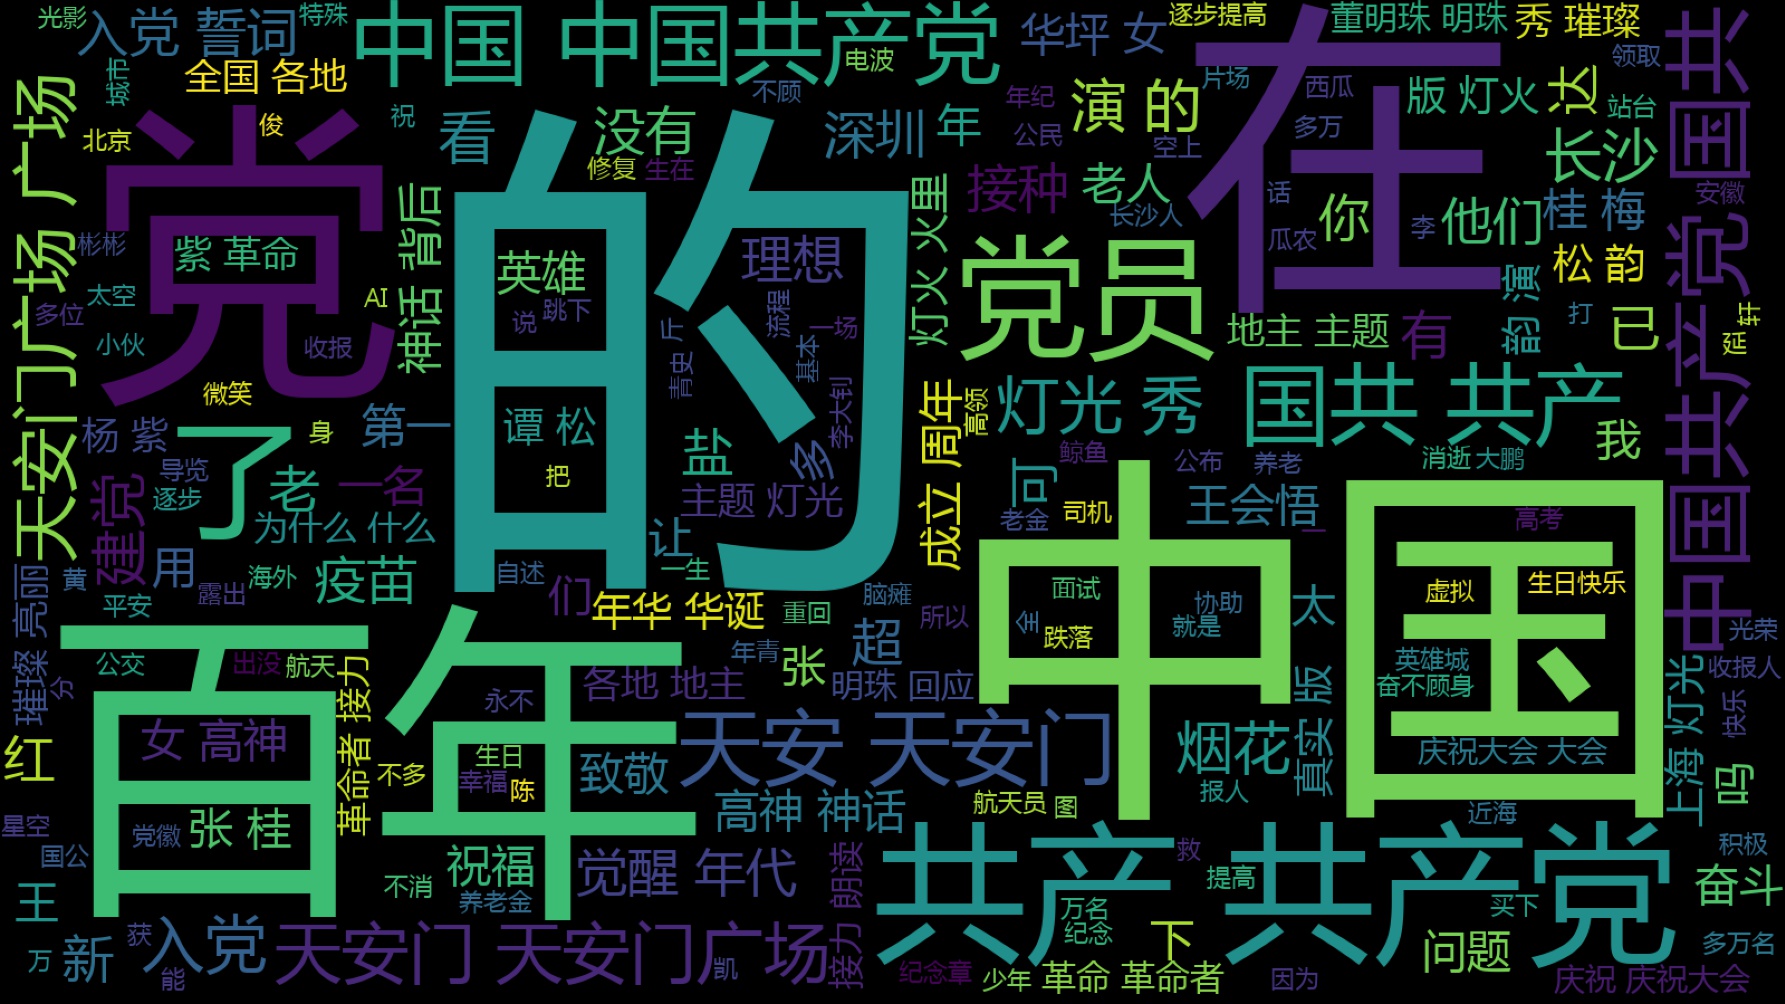 光影
入党 誓词
特殊
中国 中国共产党
电波
华坪 女
逐步提高
在
董明珠 明珠
秀 璀璨
领取
国共
中国共产党
城市
全国 各地
不顾
年纪
公民
演 的
片场
西瓜
版 灯火
达
站台
天安门广场 广场
北京
党
俊
祝
看
的
没有
修复
生在
深圳
年
空上
多万
长沙
安徽
接种
老人
长沙人
话
瓜农
你
李
他们
桂 梅
彬彬
紫 革命
神话 背后
英雄
理想
灯火 火里
党员
松 韵
太空
多位
AI
说
跳下
流程
片
青史
基本
一场
地主 主题
有
韵 演
打
已
延
轩
小伙
收报
微笑
李大钊
成立 周年
高领
灯光 秀
国共 共产
我
杨 紫
了
身
第一
谭 松
盐
多
把
导览
逐步
老
一名
主题 灯光
可
鲸鱼
公布
养老
消逝
大鹏
建党
为什么 什么
让
老金
司机
王会悟
一
高考
中国
用
疫苗
海外
自述
一生
们
黄
露出
平安
年华 华诞
重回
脑瘫
所以
面试
协助
就是
跌落
全
太
虚拟
生日快乐
璀璨 亮丽
百年
公交
出没
航天
年青
张
超
英雄城
奋不顾身
光荣
收报人
分
革命者 接力
永不
各地 地主
明珠 回应
真实 版
上海 灯光
快乐
红
女 高神
生日
幸福
不多
陈
致敬
天安 天安门
烟花
庆祝大会 大会
吗
高神 神话
航天员
图
报人
近海
星空
党徽
张 桂
国公
祝福
不消
养老金
觉醒 年代
朗读
共产 共产党
救
提高
积极
奋斗
王
万名
纪念
买下
新
万
获
能
入党
天安门 天安门广场
凯
接力
纪念章
少年
革命 革命者
下
因为
问题
多万名
庆祝 庆祝大会